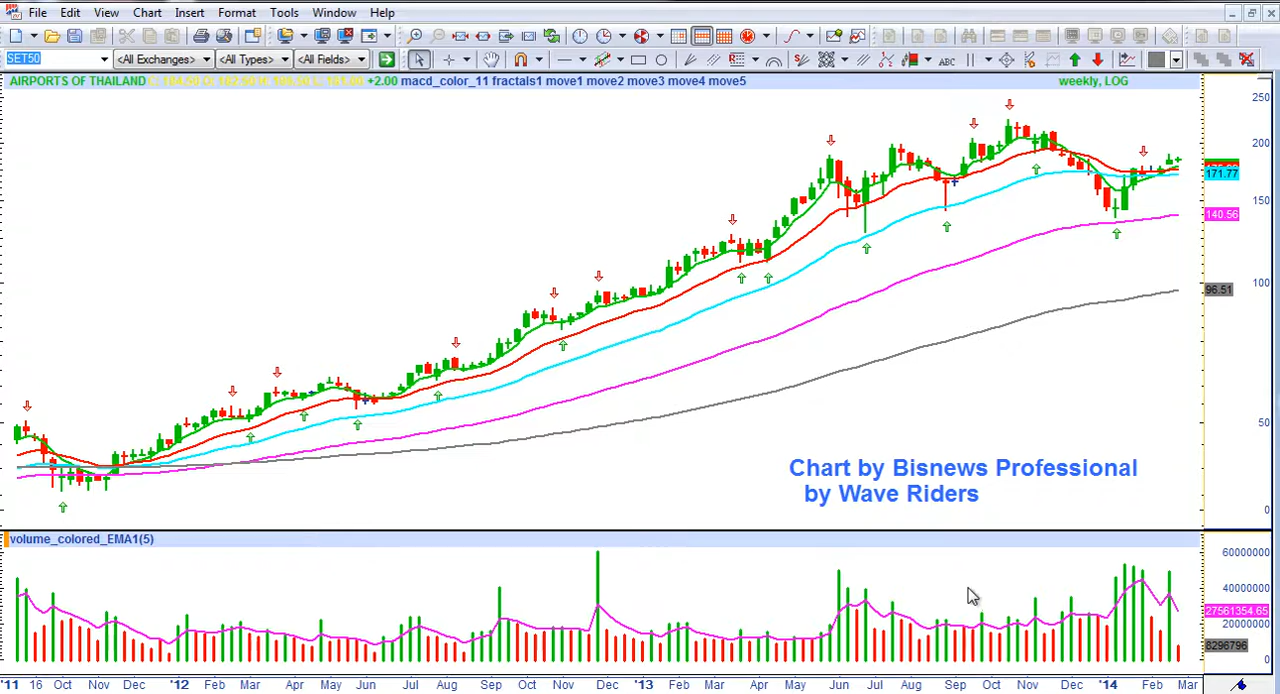 File Edit View Chart Insert Format Tools Window Help
SET50 (All Exchanges) (All Types) (All Fields) ABC
AIRPORTS OF THAILAND +2.00 macd_color_11 fractals1 move1 move2 move3 move4 move5 weekly, LOG
250
200
171.77
150
140.56
100
96.51
50
0
Chart by Bisnews Professional
by Wave Riders
volume_colored_EMA1(5)
60000000
40000000
27561354.65
20000000
8296796
0
'11 16 Oct Nov Dec '12 Feb Mar Apr May Jun Jul Aug Sep Oct Nov Dec '13 Feb Mar Apr May Jun Jul Aug Sep Oct Nov Dec '14 Feb Mar